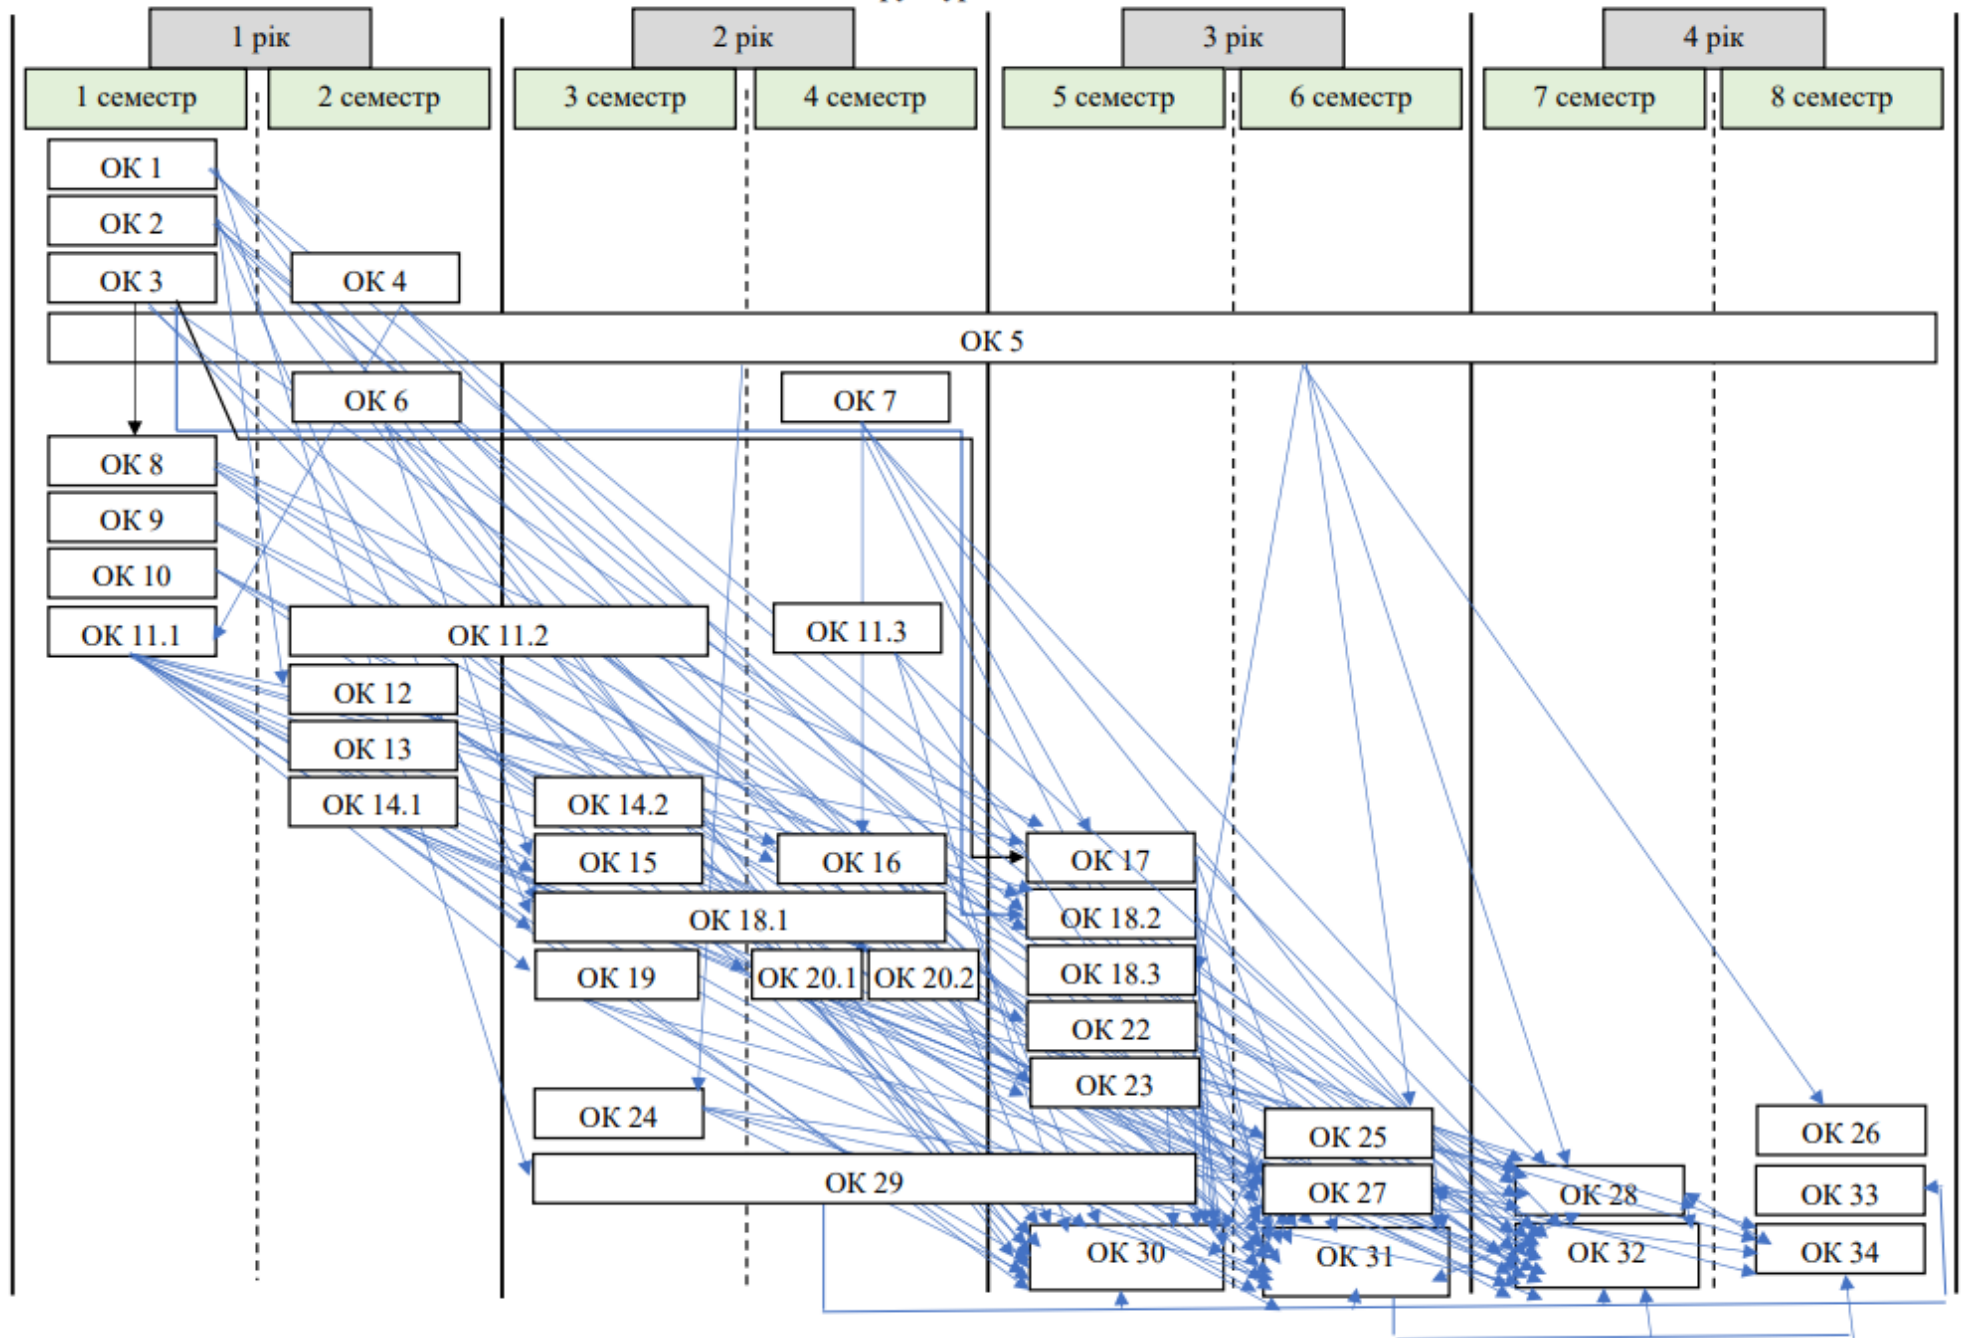 1 рік
2 рік
3 рік
4 рік
1 семестр
2 семестр
3 семестр
4 семестр
5 семестр
6 семестр
7 семестр
8 семестр
ОК 1
ОК 2
ОК 3
ОК 4
ОК 5
ОК 6
ОК 7
ОК 8
ОК 9
ОК 10
ОК 11.1
ОК 11.2
ОК 11.3
ОК 12
ОК 13
ОК 14.1
ОК 14.2
ОК 15
ОК 16
ОК 17
ОК 18.1
ОК 18.2
ОК 19
ОК 20.1
ОК 20.2
ОК 18.3
ОК 22
ОК 23
ОК 24
ОК 25
ОК 26
ОК 29
ОК 27
ОК 28
ОК 33
ОК 30
ОК 31
ОК 32
ОК 34